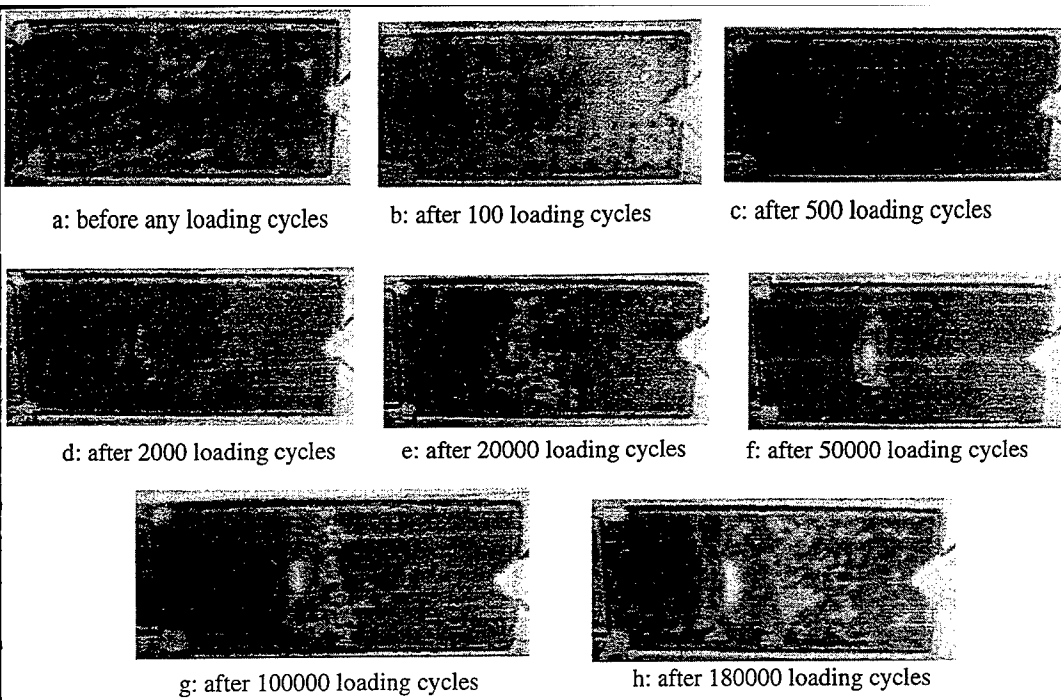 a: before any loading cycles
b: after 100 loading cycles
c: after 500 loading cycles
d: after 2000 loading cycles
e: after 20000 loading cycles
f: after 50000 loading cycles
g: after 100000 loading cycles
h: after 180000 loading cycles